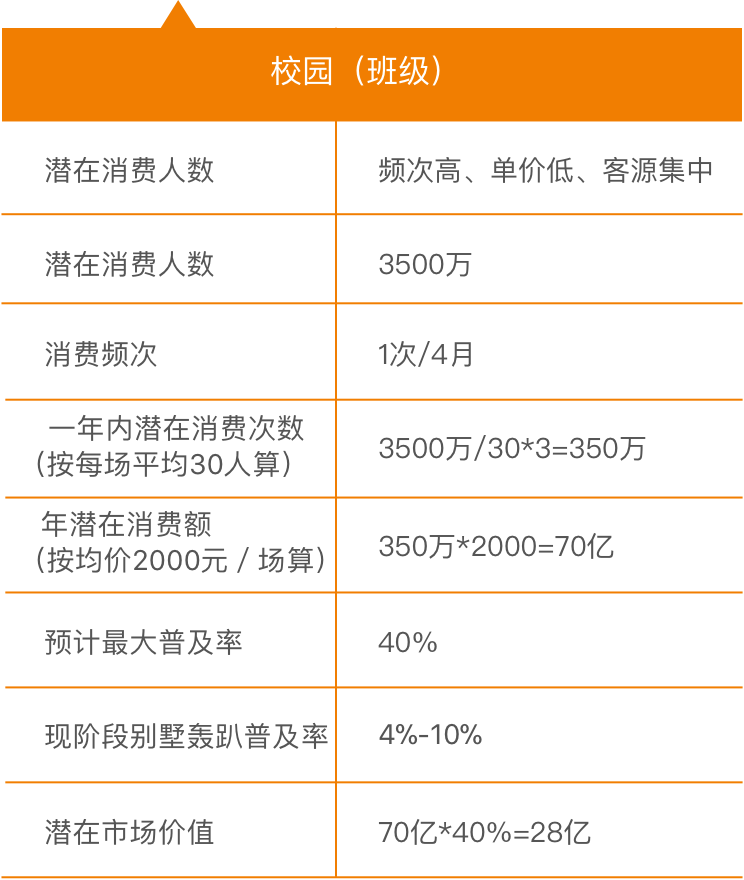 校园（班级）
潜在消费人数 频次高、单价低、客源集中
潜在消费人数 3500万
消费频次 1次/4月
一年内潜在消费次数
（按每场平均30人算） 3500万/30*3=350万
年潜在消费额
（按均价2000元 / 场算） 350万*2000=70亿
预计最大普及率 40%
现阶段别墅轰趴普及率 4%-10%
潜在市场价值 70亿*40%=28亿